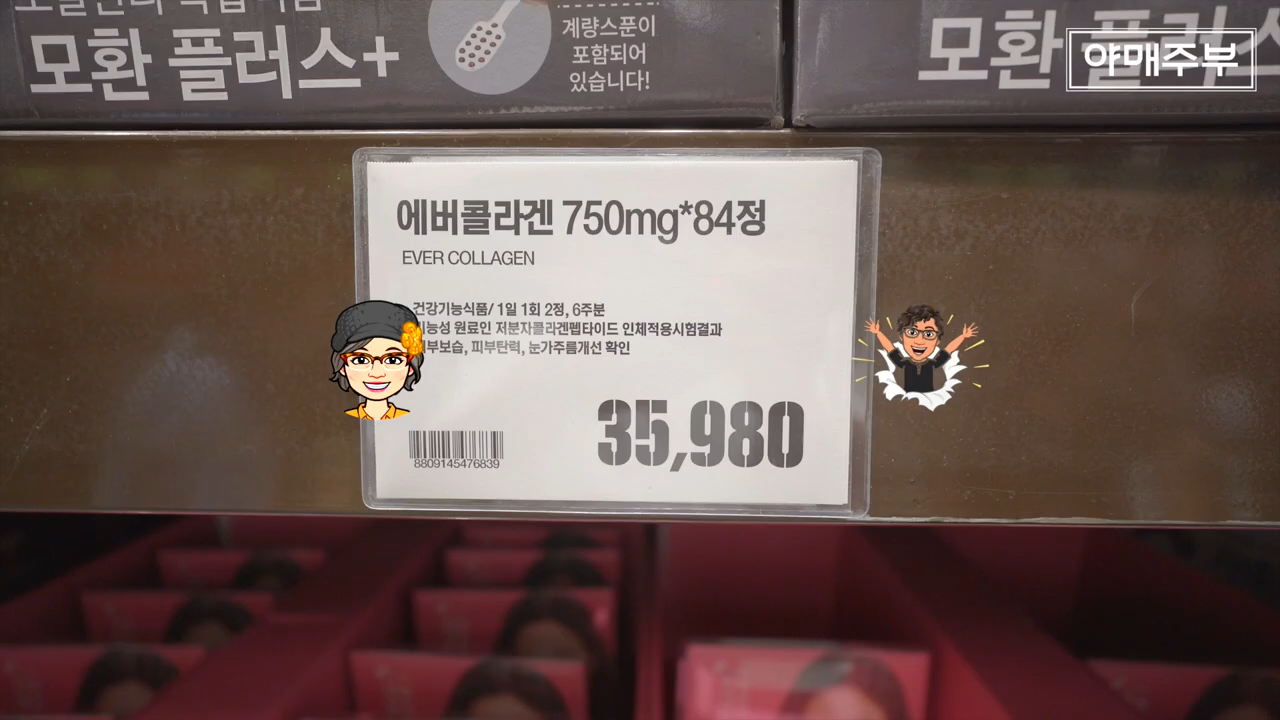 모환 플러스+
계량스푼이
포함되어
있습니다!
모환 플러스
야매주부
에버콜라겐 750mg*84정
EVER COLLAGEN
건강기능식품/ 1일 1회 2정, 6주분
기능성 원료인 저분자콜라겐펩타이드 인체적용시험결과
피부보습, 피부탄력, 눈가주름개선 확인
35,980
8809145476839